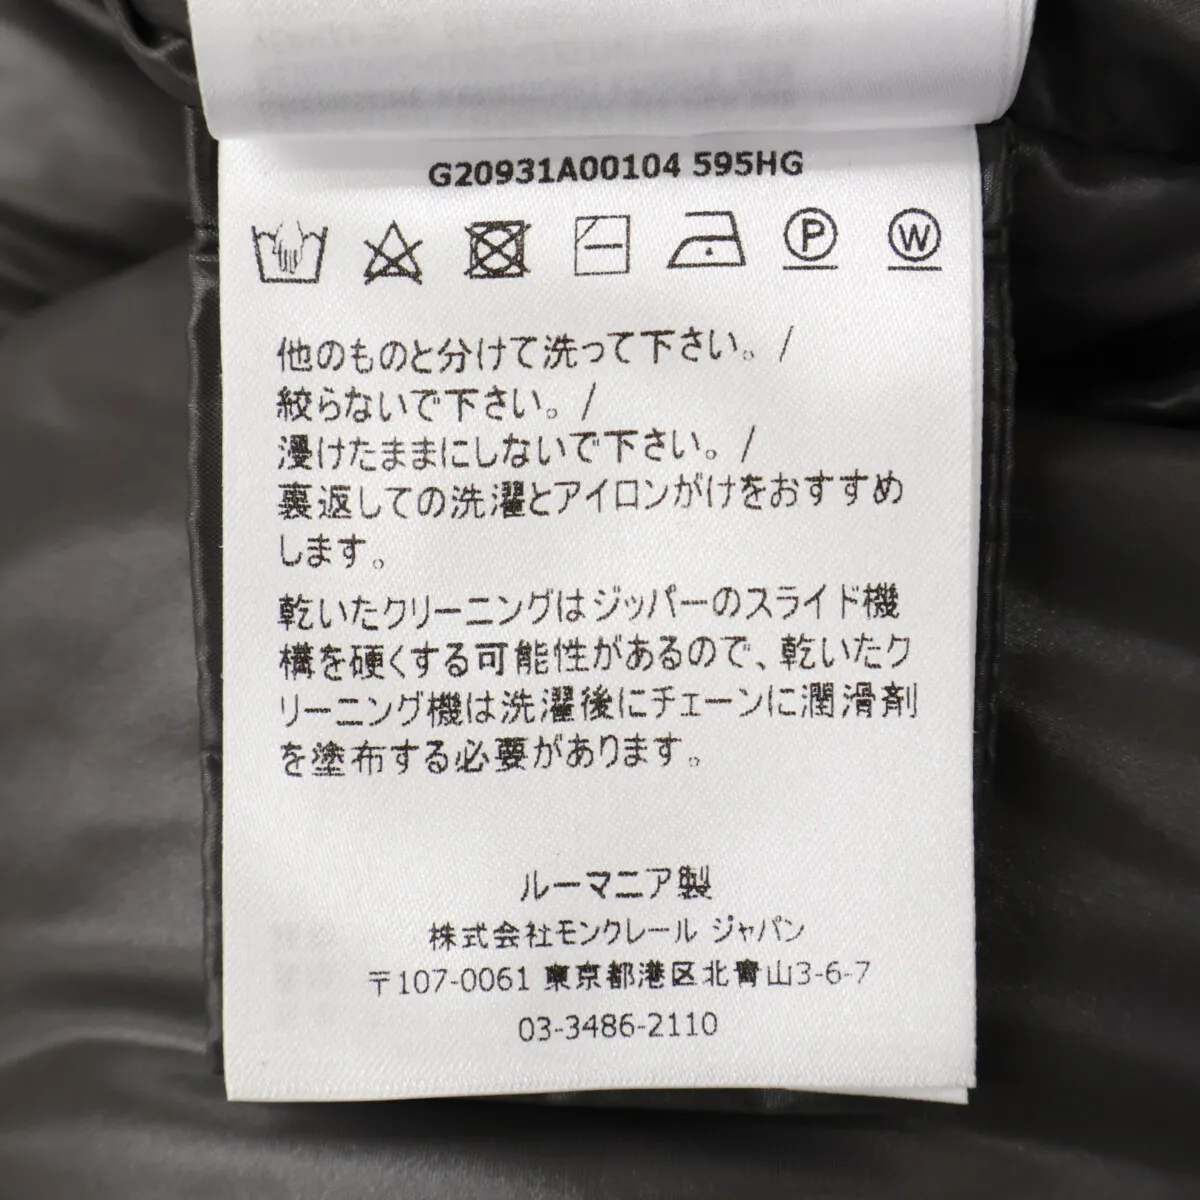 G20931A00104 595HG
P
W
他のものと分けて洗って下さい。/
絞らないで下さい。/
浸けたままにしないで下さい。/
裏返しての洗濯とアイロンがけをおすすめ
します。
乾いたクリーニングはジッパーのスライド機
構を硬くする可能性があるので、乾いたク
リーニング機は洗濯後にチェーンに潤滑剤
を塗布する必要があります。
ルーマニア製
株式会社モンクレール ジャパン
〒107-0061 東京都港区北青山3-6-7
03-3486-2110